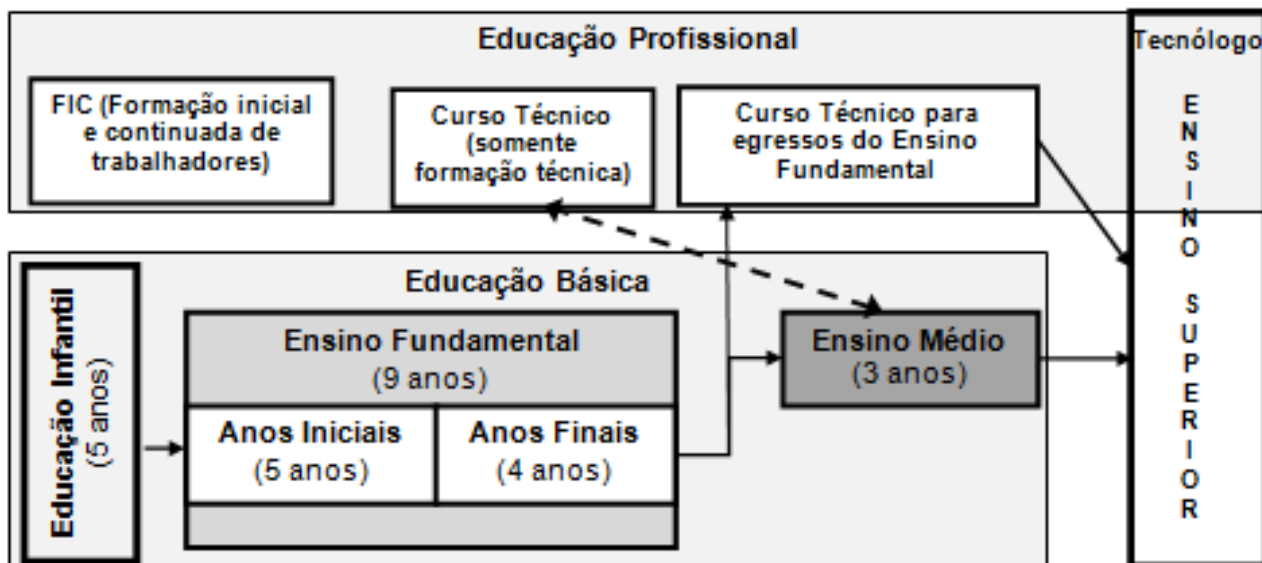 Educação Profissional
Tecnólogo
FIC (Formação inicial
e continuada de
trabalhadores)
Curso Técnico
(somente
formação técnica)
Curso Técnico para
egressos do Ensino
Fundamental
ENSINO SUPERIOR
Educação Básica
Educação Infantil
(5 anos)
Ensino Fundamental
(9 anos)
Anos Iniciais
(5 anos)
Anos Finais
(4 anos)
Ensino Médio
(3 anos)